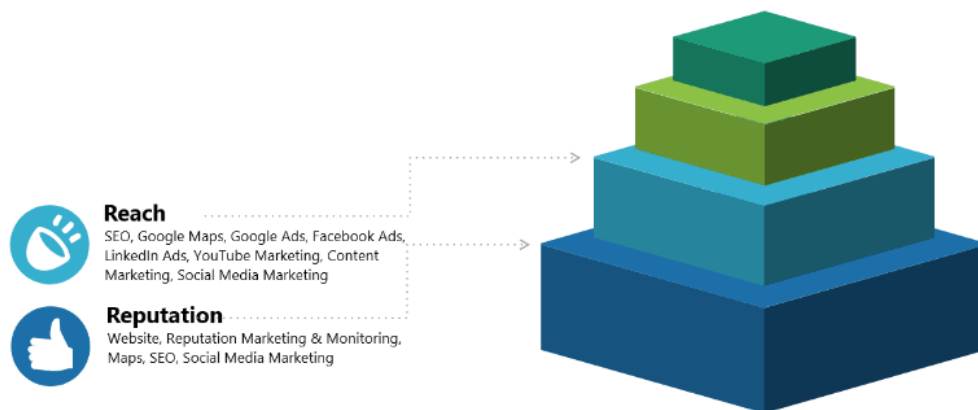 Reach
SEO, Google Maps, Google Ads, Facebook Ads,
LinkedIn Ads, YouTube Marketing, Content
Marketing, Social Media Marketing
Reputation
Website, Reputation Marketing & Monitoring,
Maps, SEO, Social Media Marketing